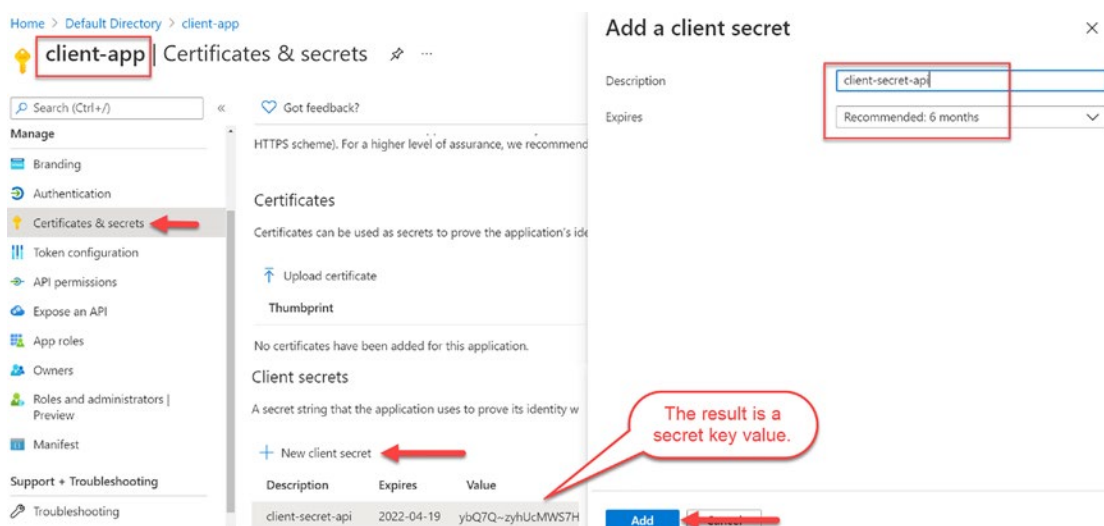 Home > Default Directory > client-app
client-app | Certificates & secrets
Search (Ctrl+/)
Manage
Branding
Authentication
Certificates & secrets
Token configuration
API permissions
Expose an API
App roles
Owners
Roles and administrators |
Preview
Manifest
Support + Troubleshooting
Troubleshooting
Got feedback?
HTTPS scheme). For a higher level of assurance, we recommend
Certificates
Certificates can be used as secrets to prove the application's ide
Upload certificate
Thumbprint
No certificates have been added for this application.
Client secrets
A secret string that the application uses to prove its identity w
New client secret
Description Expires Value
client-secret-api 2022-04-19 ybQ7Q~zyhUcMWS7H
The result is a
secret key value.
Add a client secret
Description client-secret-api
Expires Recommended: 6 months
Add
Cancel